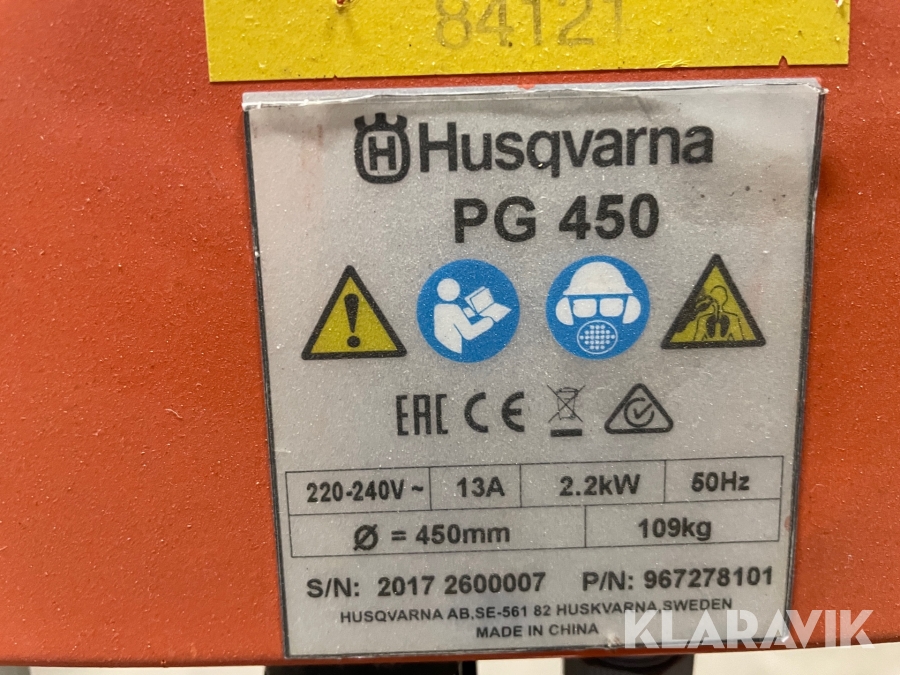 84121
Husqvarna
PG 450
EAC CE
220-240V ~ 13A 2.2kW 50Hz
Ø = 450mm 109kg
S/N: 2017 2600007 P/N: 967278101
HUSQVARNA AB.SE-561 82 HUSKVARNA,SWEDEN
MADE IN CHINA
KLARAVIK